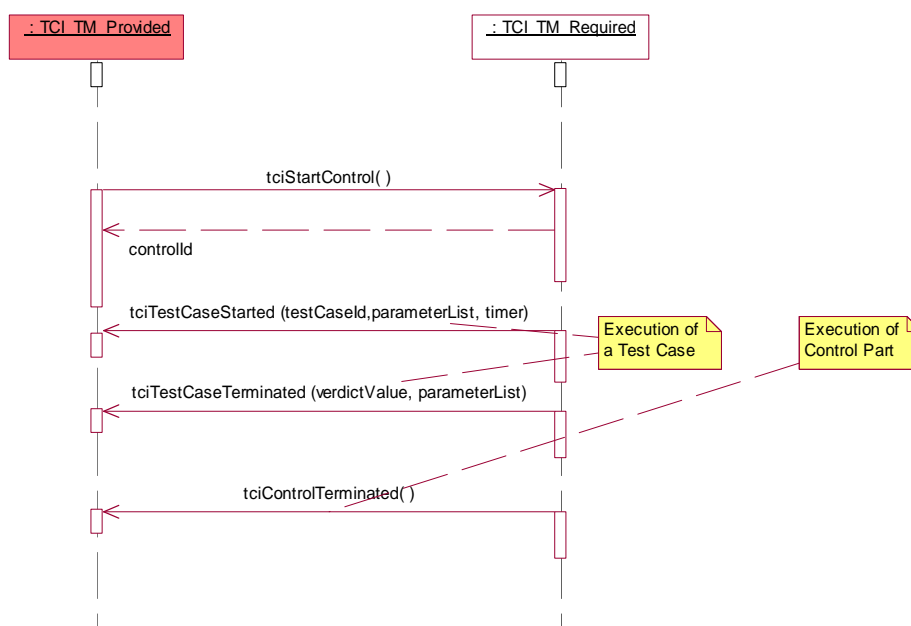 : TCI_TM_Provided
: TCI_TM_Required
tciStartControl( )
controlId
tciTestCaseStarted (testCaseId,parameterList, timer)
Execution of
a Test Case
Execution of
Control Part
tciTestCaseTerminated (verdictValue, parameterList)
tciControlTerminated( )